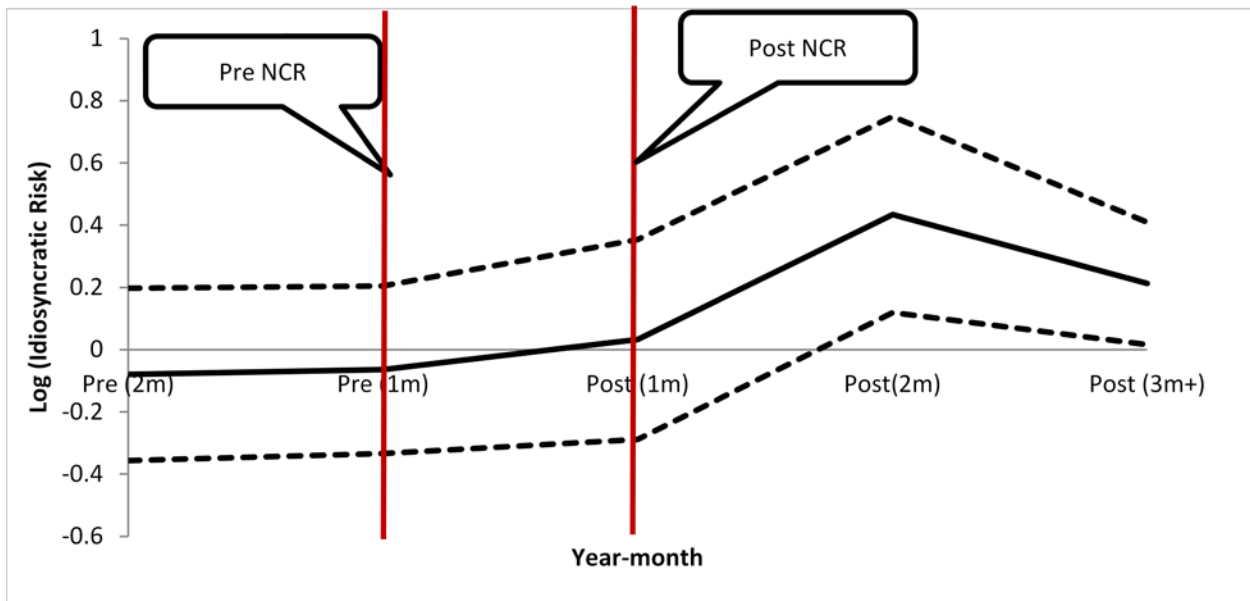 1
Pre NCR
Post NCR
0.8
0.6
0.4
0.2
0
-0.2
-0.4
-0.6
Log (Idiosyncratic Risk)
Pre (2m)
Pre (1m)
Post (1m)
Post(2m)
Post (3m+)
Year-month